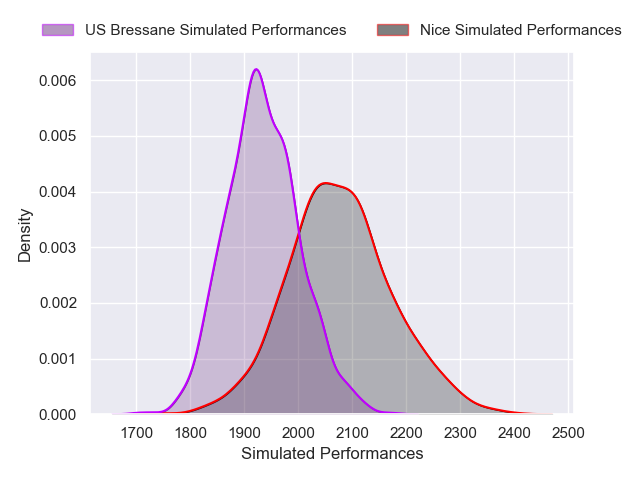 US Bressane Simulated Performances
Nice Simulated Performances
0.006
0.005
0.004
0.003
0.002
0.001
0.000
Density
1700 1800 1900 2000 2100 2200 2300 2400 2500
Simulated Performances